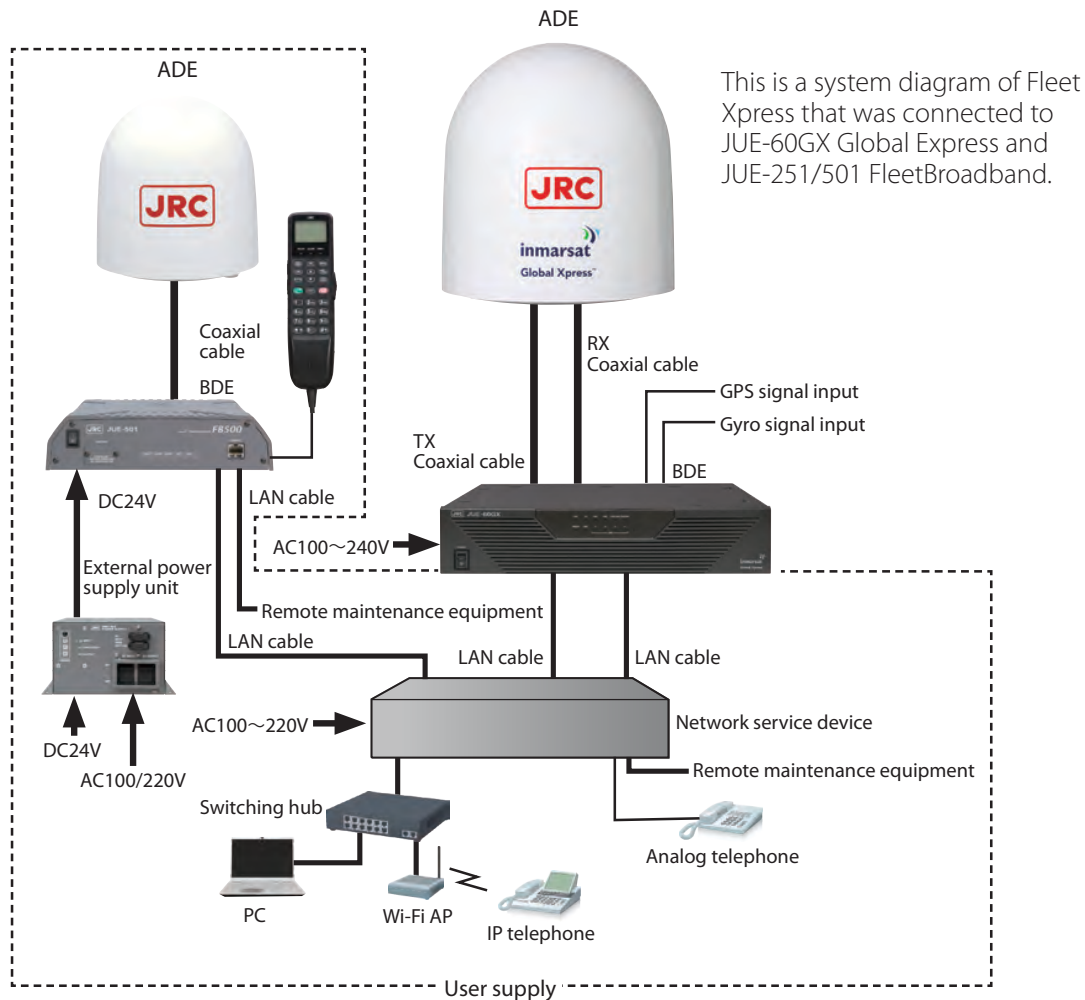 ADE
ADE
This is a system diagram of Fleet
Xpress that was connected to
JUE-60GX Global Express and
JUE-251/501 FleetBroadband.
JRC
JRC
inmarsat
Global Xpress™
Coaxial
cable
RX
Coaxial cable
BDE
GPS signal input
Gyro signal input
JRC JUE-501
FB500
TX
Coaxial cable
BDE
DC24V
LAN cable
JRC JUE-60GX
AC100～240V
inmarsat
External power
supply unit
Remote maintenance equipment
LAN cable
LAN cable
LAN cable
AC100～220V
Network service device
DC24V
AC100/220V
Remote maintenance equipment
Switching hub
Analog telephone
PC
Wi-Fi AP
IP telephone
User supply